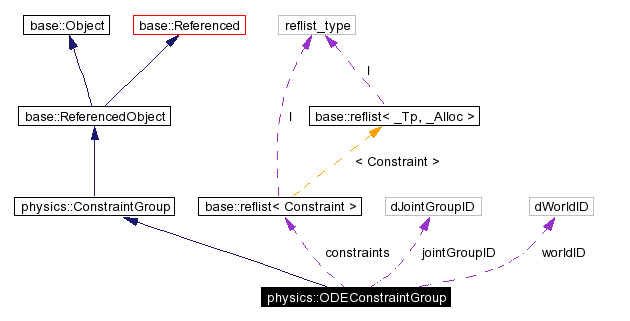 base::Object
base::Referenced
reflist_type
l
base::ReferencedObject
l
base::reflist< _Tp, _Alloc >
< Constraint >
physics::ConstraintGroup
base::reflist< Constraint >
dJointGroupID
dWorldID
constraints
jointGroupID
worldID
physics::ODEConstraintGroup